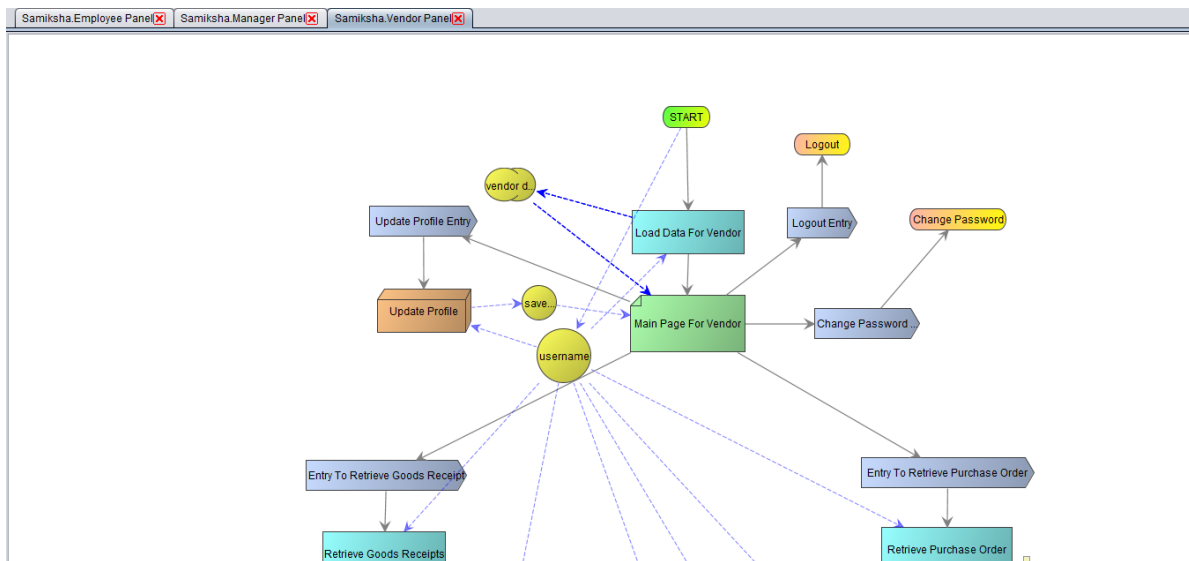 Samiksha.Employee Panel
Samiksha.Manager Panel
Samiksha.Vendor Panel
START
Logout
vendor d...
Update Profile Entry
Load Data For Vendor
Logout Entry
Change Password
Update Profile
save...
Main Page For Vendor
Change Password ...
username
Entry To Retrieve Goods Receipt
Entry To Retrieve Purchase Order
Retrieve Goods Receipts
Retrieve Purchase Order